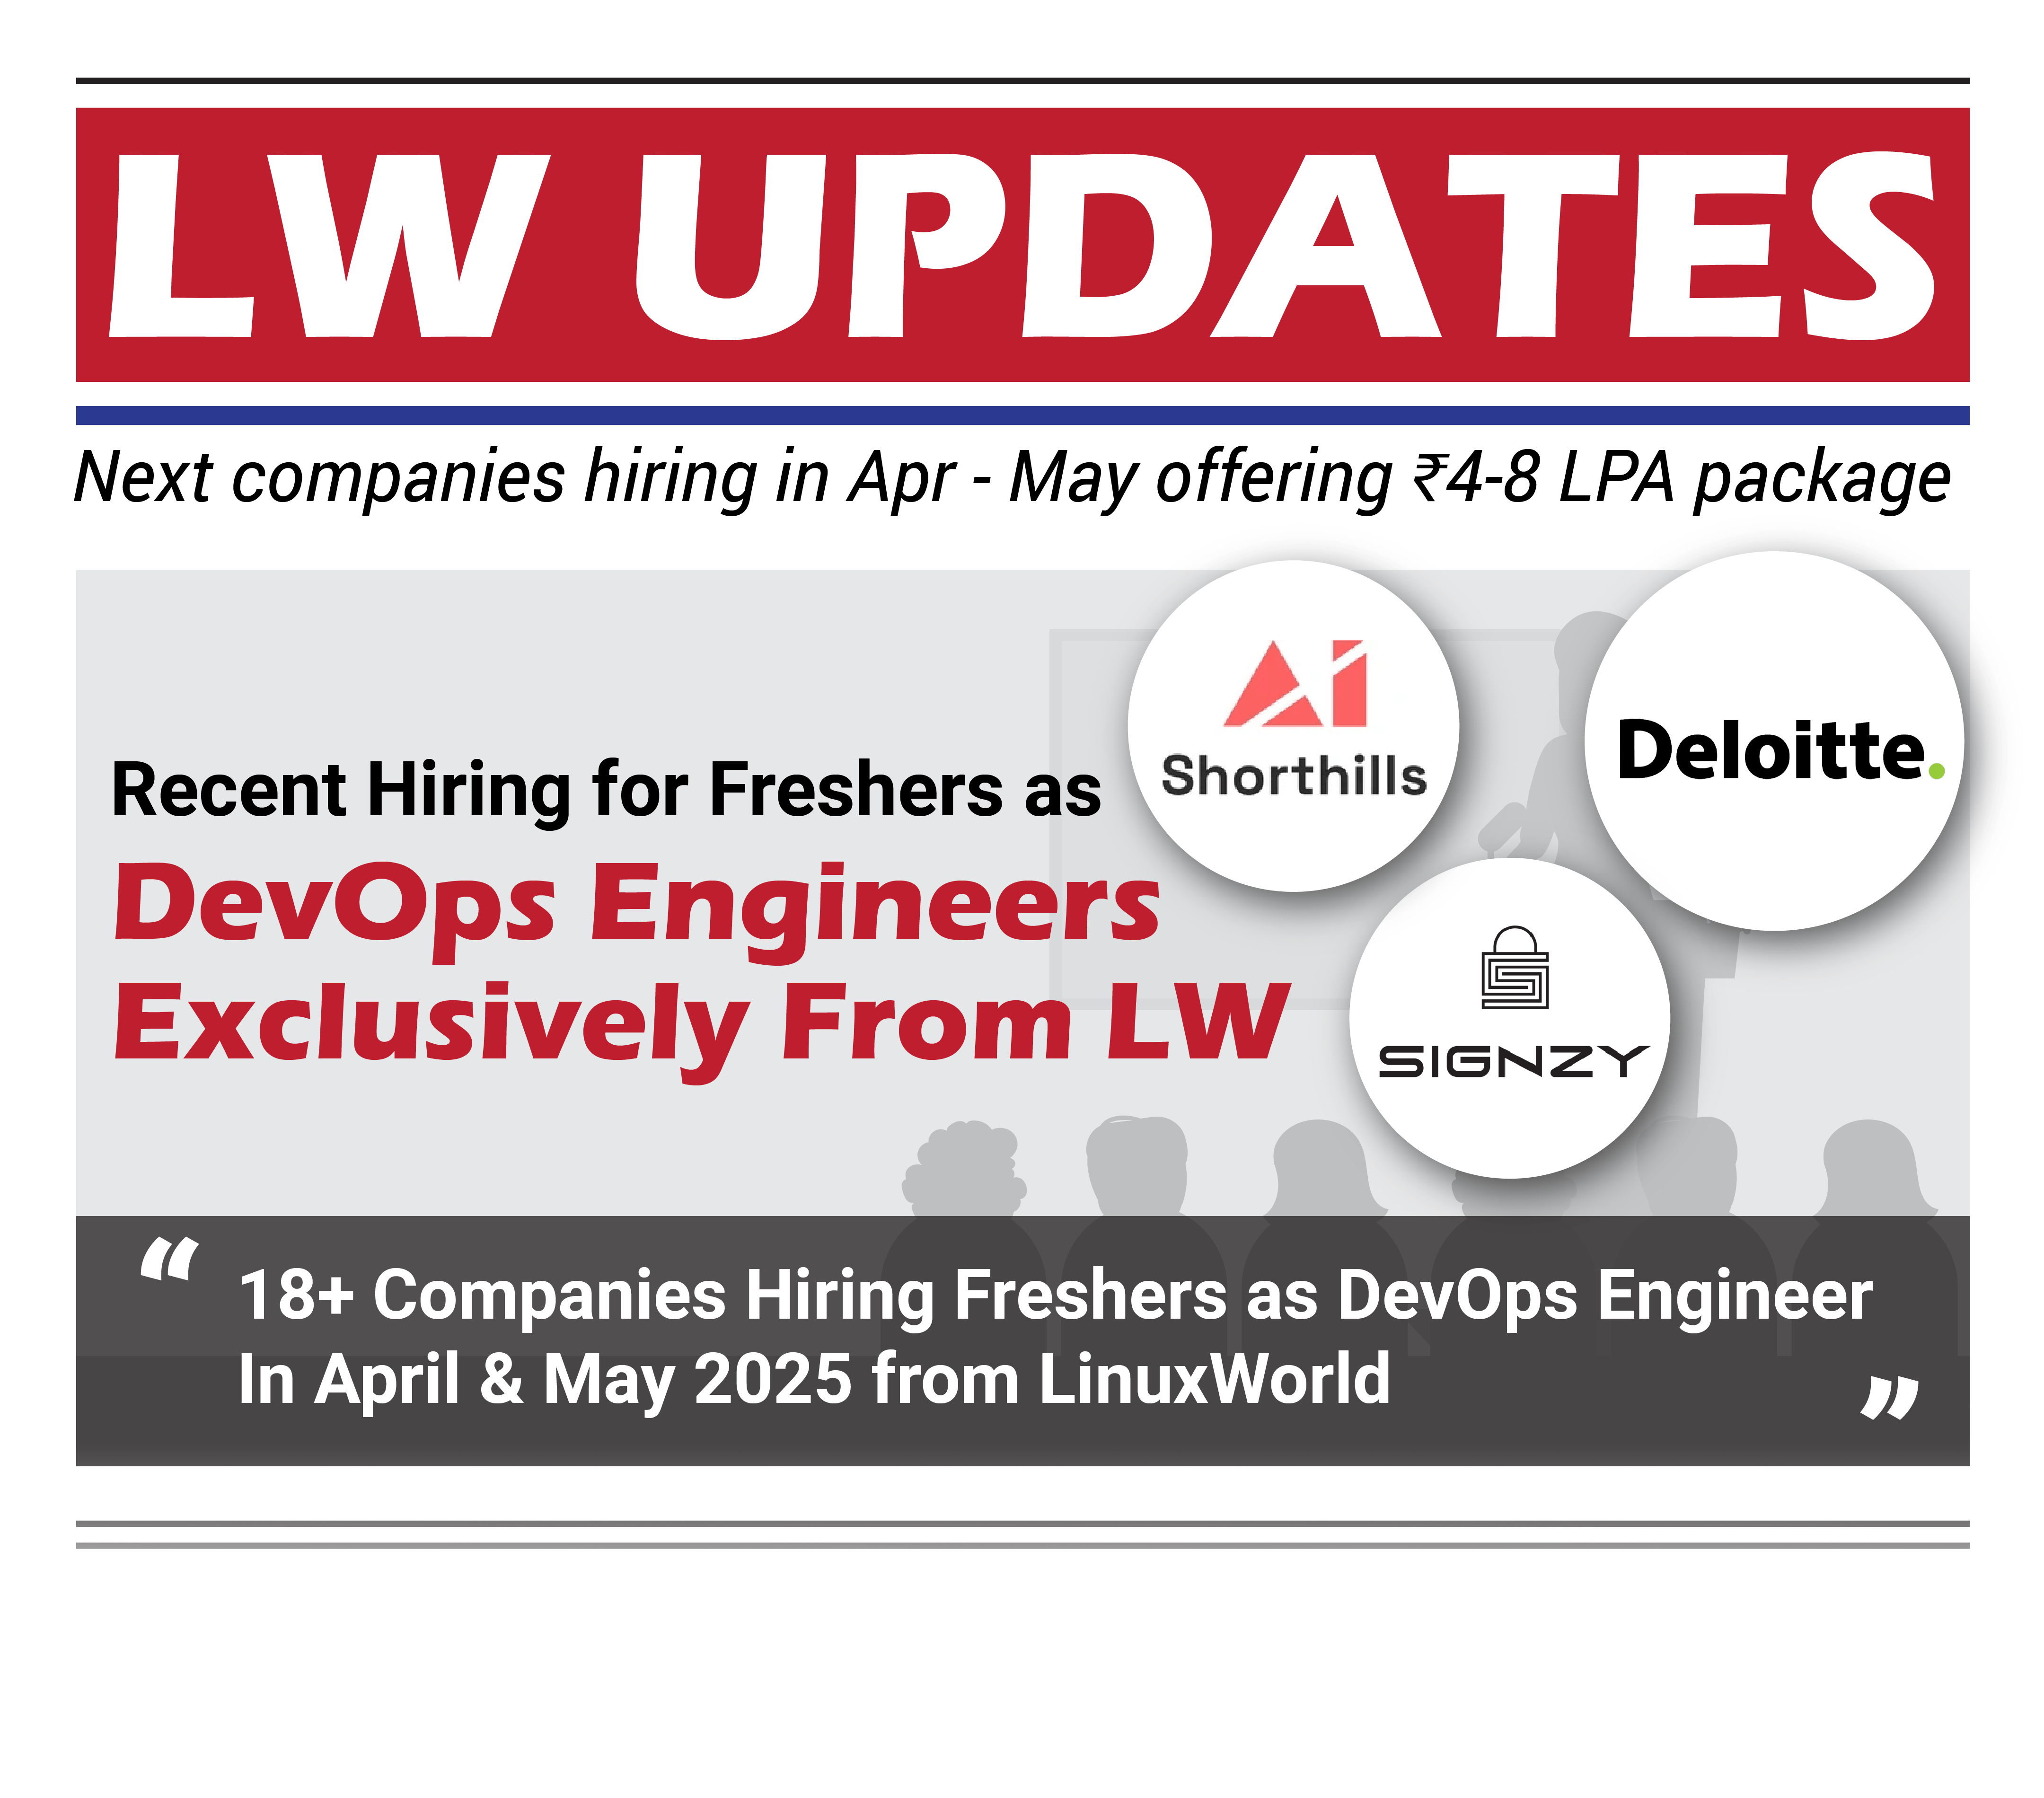 LW UPDATES
Next companies hiring in Apr - May offering ₹4-8 LPA package
Ai
Shorthills
Deloitte.
Recent Hiring for Freshers as
DevOps Engineers
Exclusively From LW
SIGNZY
“ 18+ Companies Hiring Freshers as DevOps Engineer
In April & May 2025 from LinuxWorld ”